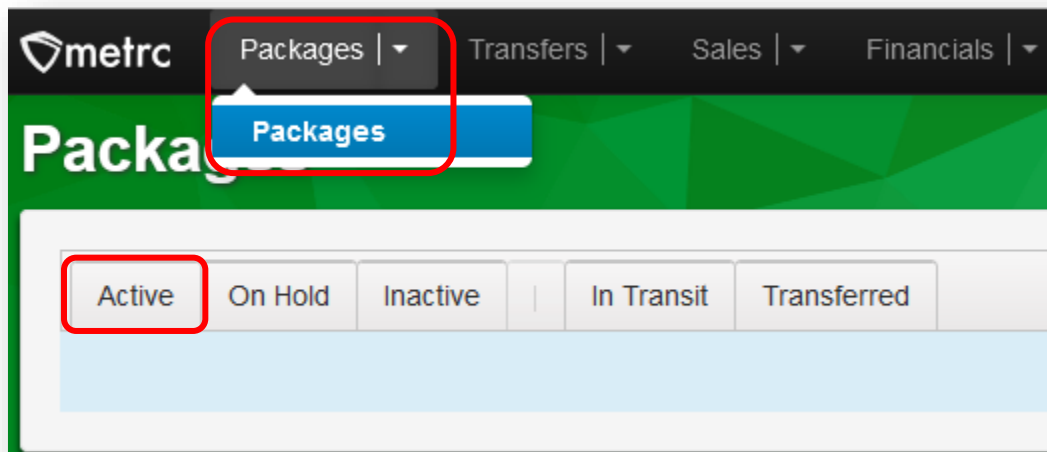 metrc Packages | Transfers | Sales | Financials |
Packages
Packages
Active On Hold Inactive | In Transit Transferred